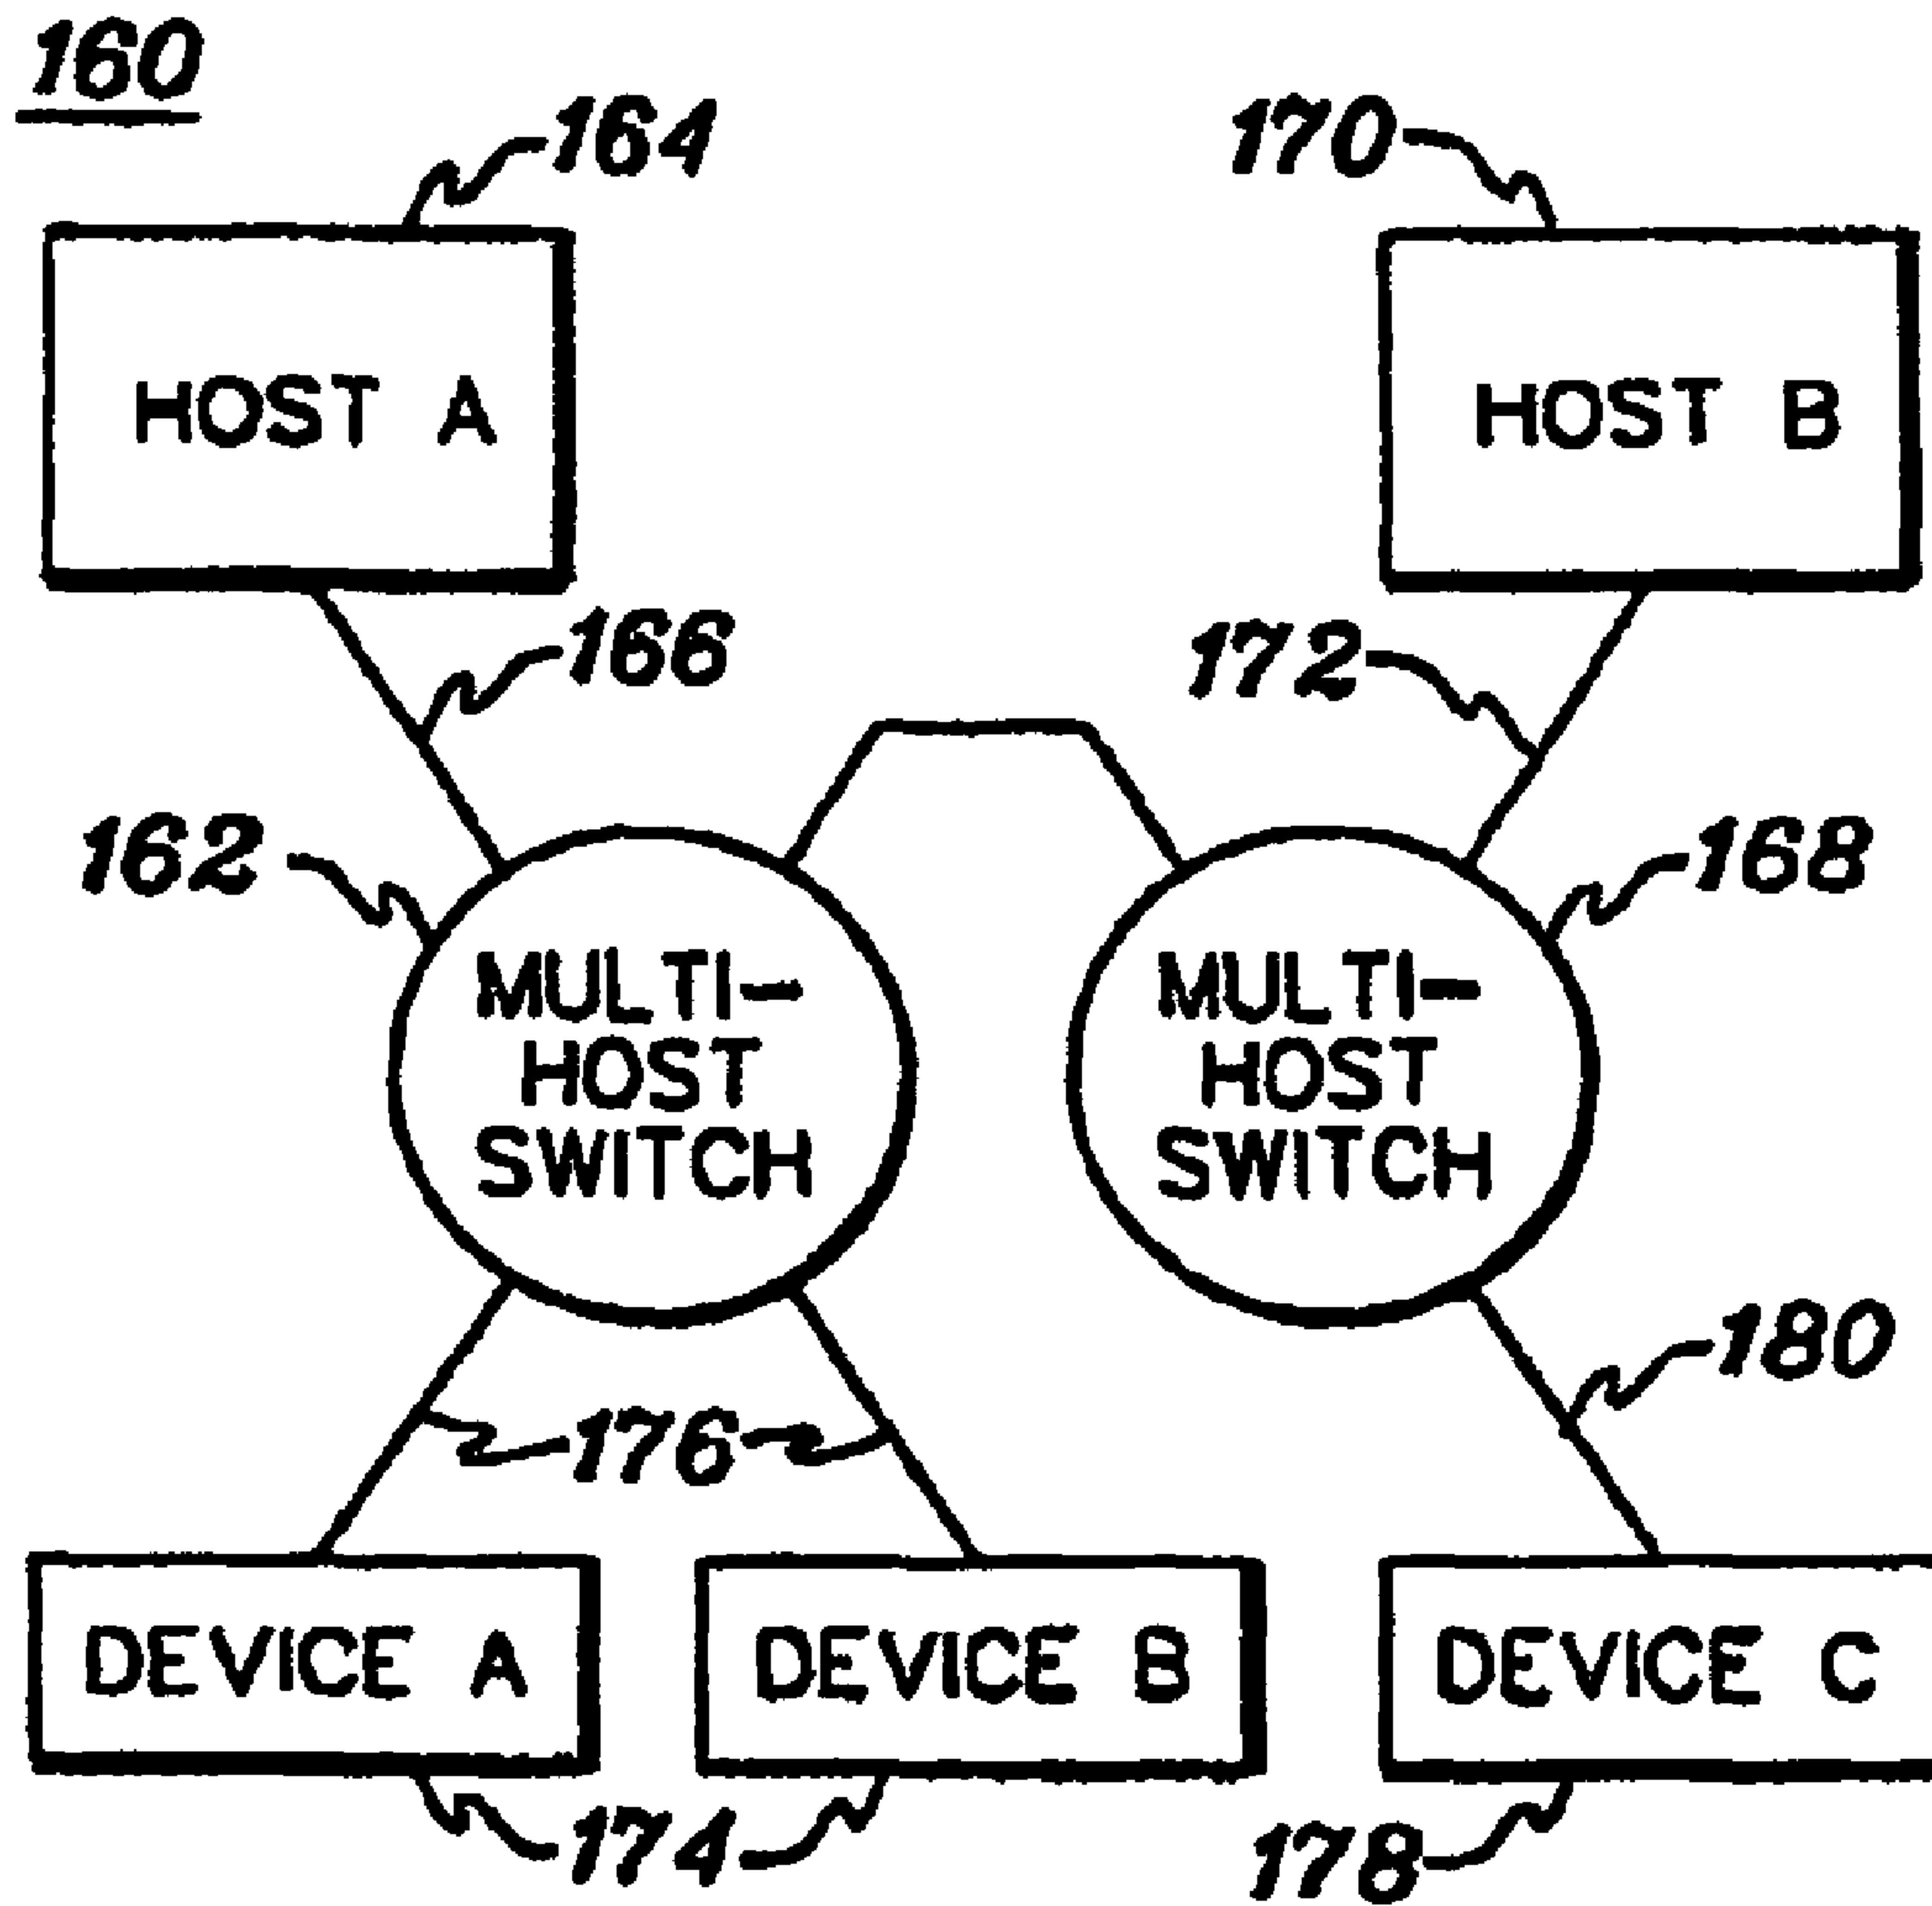 160
164
170
HOST A
HOST B
166
172
162
168
MULTI-
HOST
SWITCH
MULTI-
HOST
SWITCH
180
176
DEVICE A
DEVICE B
DEVICE C
174
178